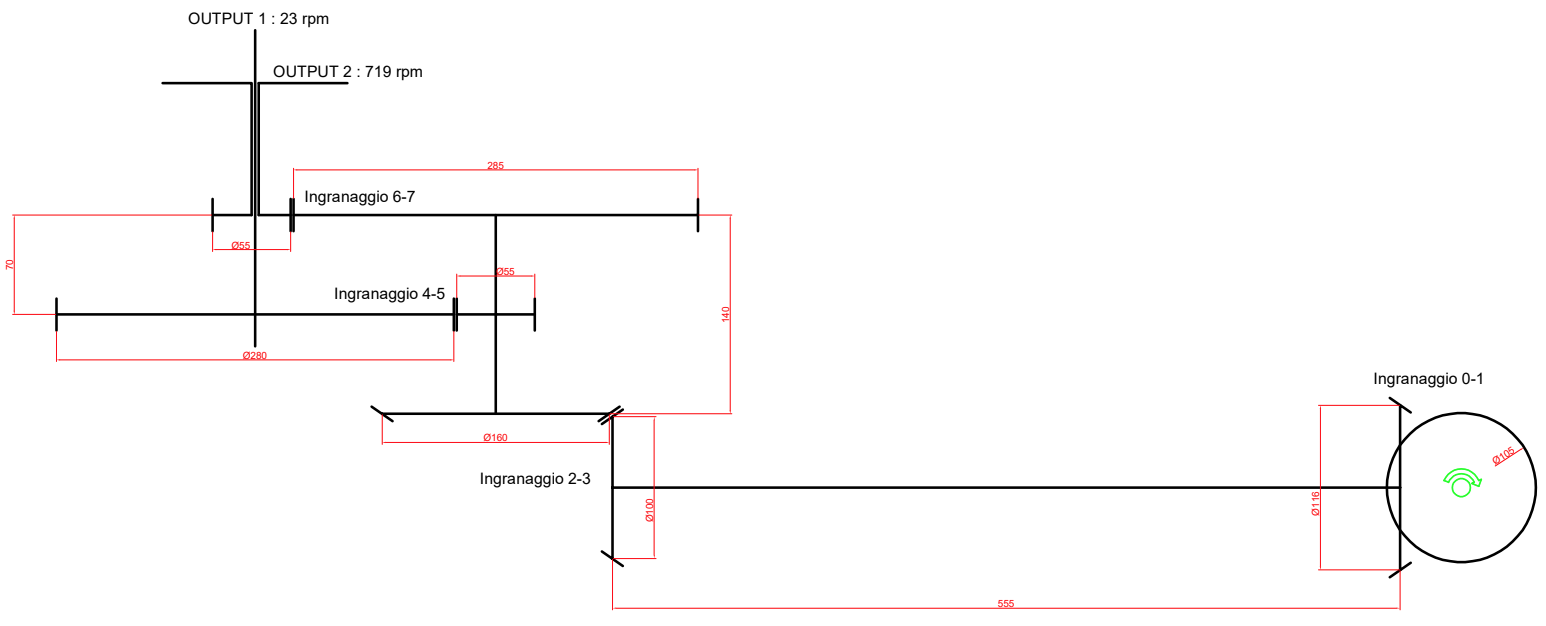 OUTPUT 1 : 23 rpm
OUTPUT 2 : 719 rpm
285
Ingranaggio 6-7
Ø55
70
Ø55
Ingranaggio 4-5
140
Ø280
Ingranaggio 0-1
Ø160
Ø105
Ingranaggio 2-3
Ø100
Ø116
555